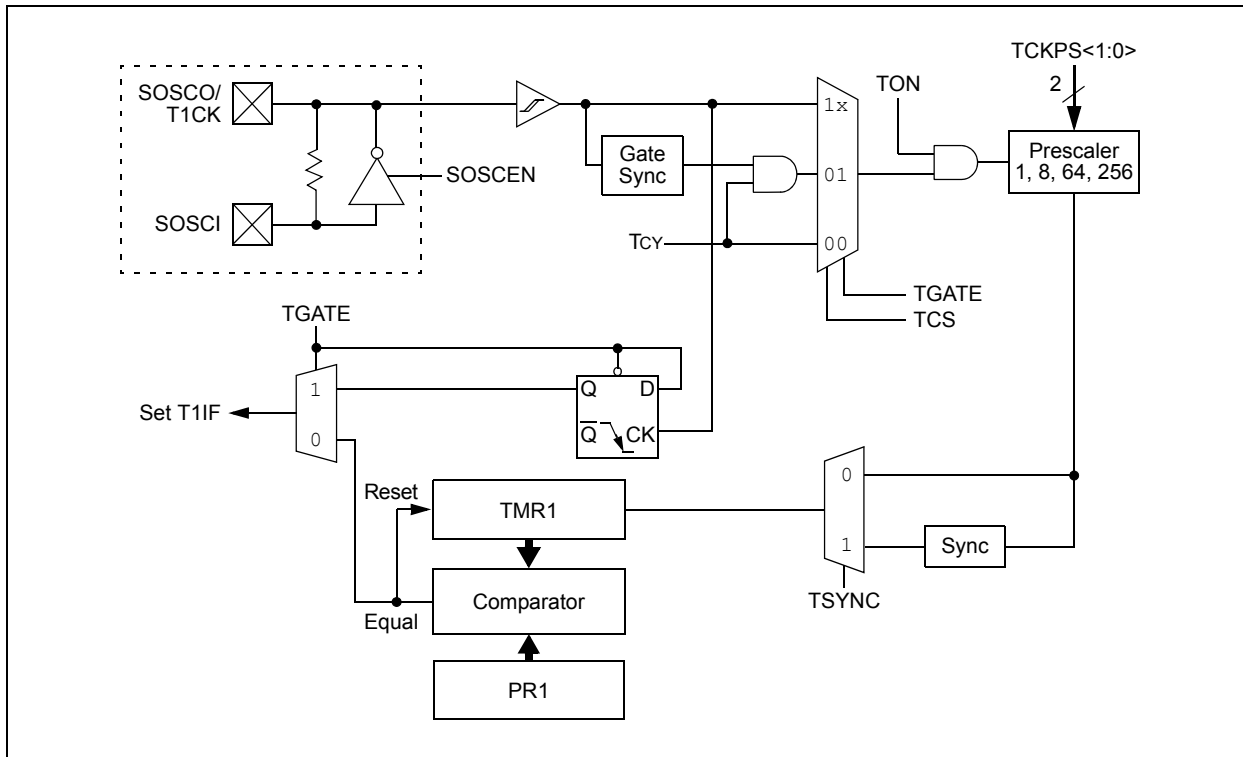 TCKPS<1:0>
2
TON
SOSCO/
T1CK
1x
Gate
Sync
Prescaler
1, 8, 64, 256
SOSCEN
01
SOSCI
TCY
00
TGATE
TCS
TGATE
1
Q
D
Set T1IF
0
Q
CK
Reset
TMR1
0
1
Sync
TSYNC
Equal
Comparator
PR1